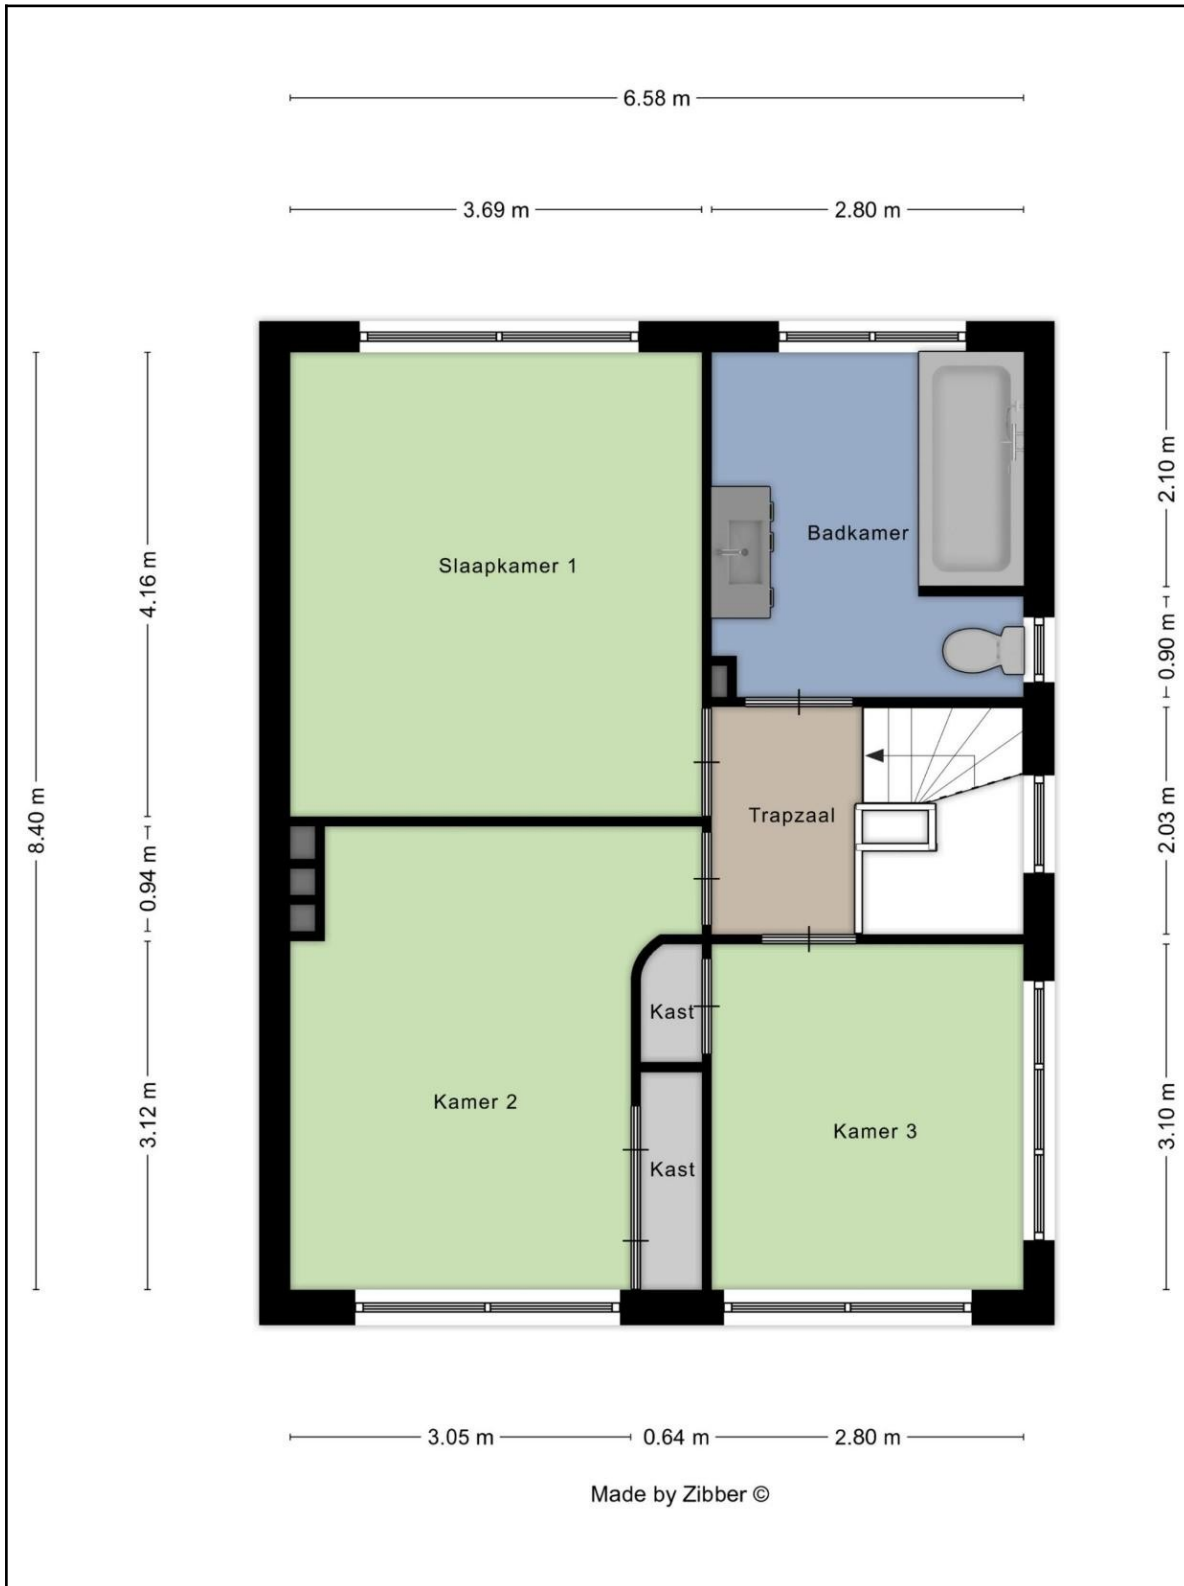 6.58 m
3.69 m
2.80 m
8.40 m
4.16 m
0.94 m
3.12 m
2.10 m
0.90 m
2.03 m
3.10 m
Badkamer
Slaapkamer 1
Trapzaal
Kast
Kamer 2
Kamer 3
Kast
3.05 m
0.64 m
2.80 m
Made by Zibber ©